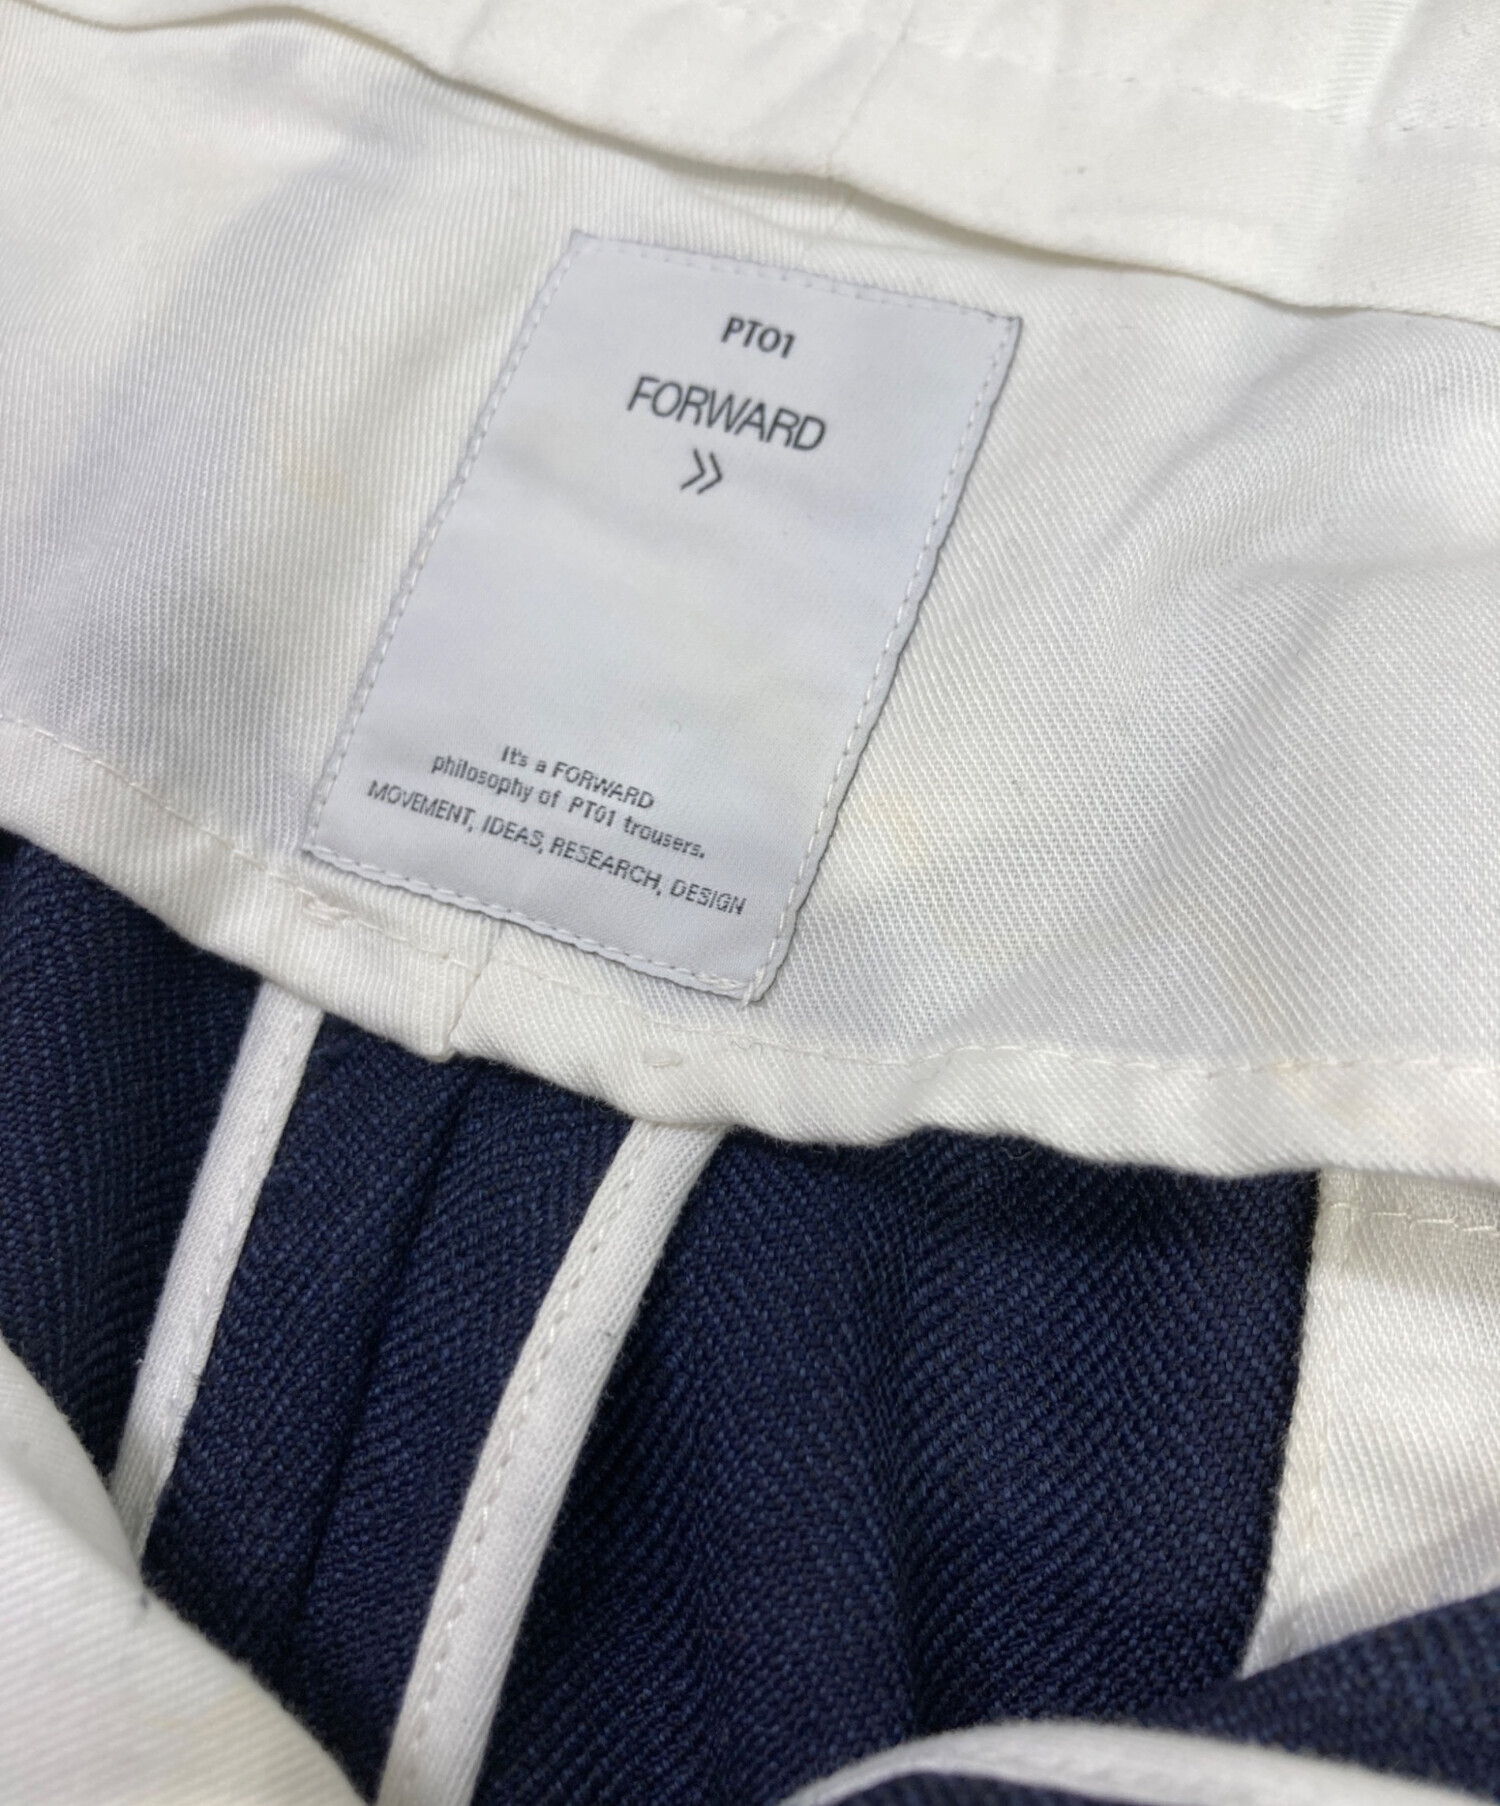 PT01
FORWARD
»
It's a FORWARD
philosophy of PT01 trousers.
MOVEMENT, IDEAS, RESEARCH, DESIGN